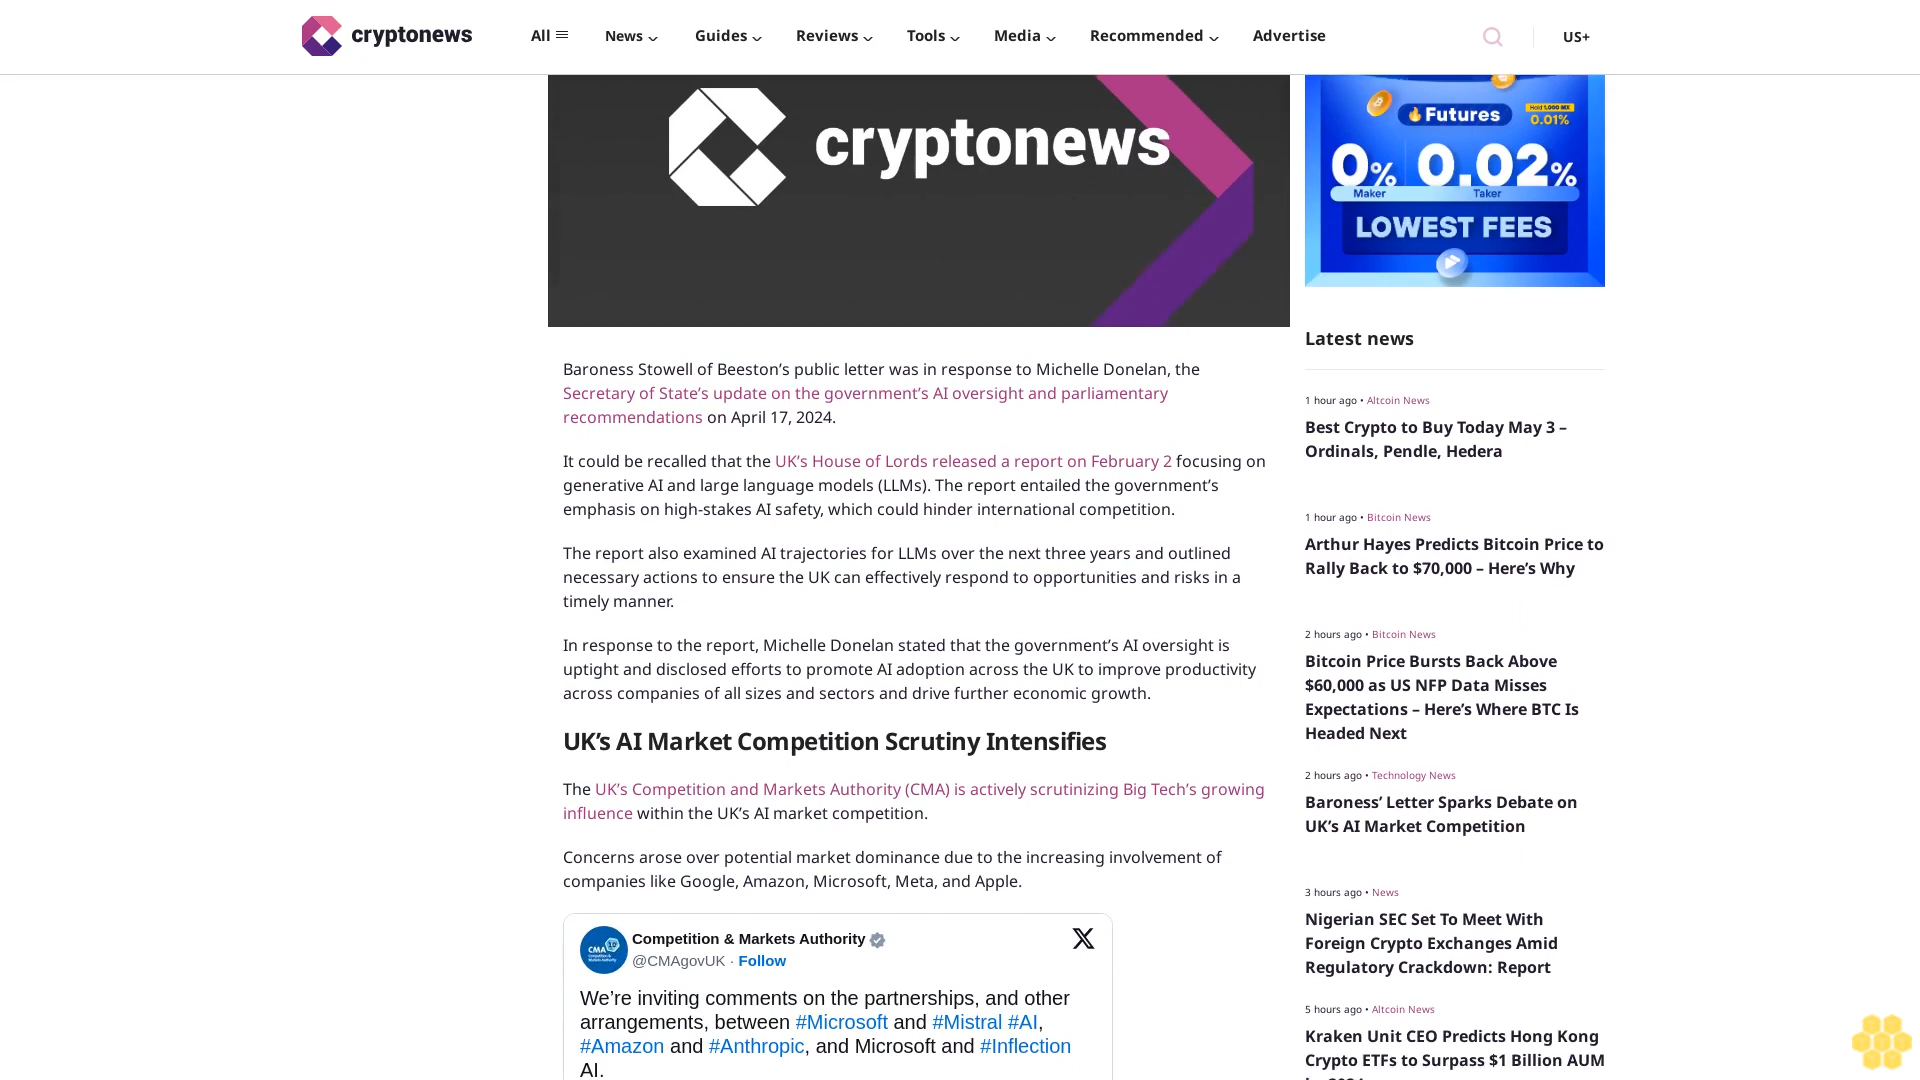 cryptonews
All
News
Guides
Reviews
Tools
Media
Recommended
Advertise
US+
cryptonews
Futures
Hold 1,000 MX
0.01%
0% 0.02%
Maker Taker
LOWEST FEES
Baroness Stowell of Beeston’s public letter was in response to Michelle Donelan, the
Secretary of State’s update on the government’s AI oversight and parliamentary
recommendations on April 17, 2024.
It could be recalled that the UK’s House of Lords released a report on February 2 focusing on
generative AI and large language models (LLMs). The report entailed the government’s
emphasis on high-stakes AI safety, which could hinder international competition.
The report also examined AI trajectories for LLMs over the next three years and outlined
necessary actions to ensure the UK can effectively respond to opportunities and risks in a
timely manner.
In response to the report, Michelle Donelan stated that the government’s AI oversight is
uptight and disclosed efforts to promote AI adoption across the UK to improve productivity
across companies of all sizes and sectors and drive further economic growth.
UK’s AI Market Competition Scrutiny Intensifies
The UK’s Competition and Markets Authority (CMA) is actively scrutinizing Big Tech’s growing
influence within the UK’s AI market competition.
Concerns arose over potential market dominance due to the increasing involvement of
companies like Google, Amazon, Microsoft, Meta, and Apple.
CMA
Competition & Markets Authority
@CMAgovUK · Follow
We’re inviting comments on the partnerships, and other
arrangements, between #Microsoft and #Mistral #AI,
#Amazon and #Anthropic, and Microsoft and #Inflection
AI.
Latest news
1 hour ago • Altcoin News
Best Crypto to Buy Today May 3 –
Ordinals, Pendle, Hedera
1 hour ago • Bitcoin News
Arthur Hayes Predicts Bitcoin Price to
Rally Back to $70,000 – Here’s Why
2 hours ago • Bitcoin News
Bitcoin Price Bursts Back Above
$60,000 as US NFP Data Misses
Expectations – Here’s Where BTC Is
Headed Next
2 hours ago • Technology News
Baroness’ Letter Sparks Debate on
UK’s AI Market Competition
3 hours ago • News
Nigerian SEC Set To Meet With
Foreign Crypto Exchanges Amid
Regulatory Crackdown: Report
5 hours ago • Altcoin News
Kraken Unit CEO Predicts Hong Kong
Crypto ETFs to Surpass $1 Billion AUM